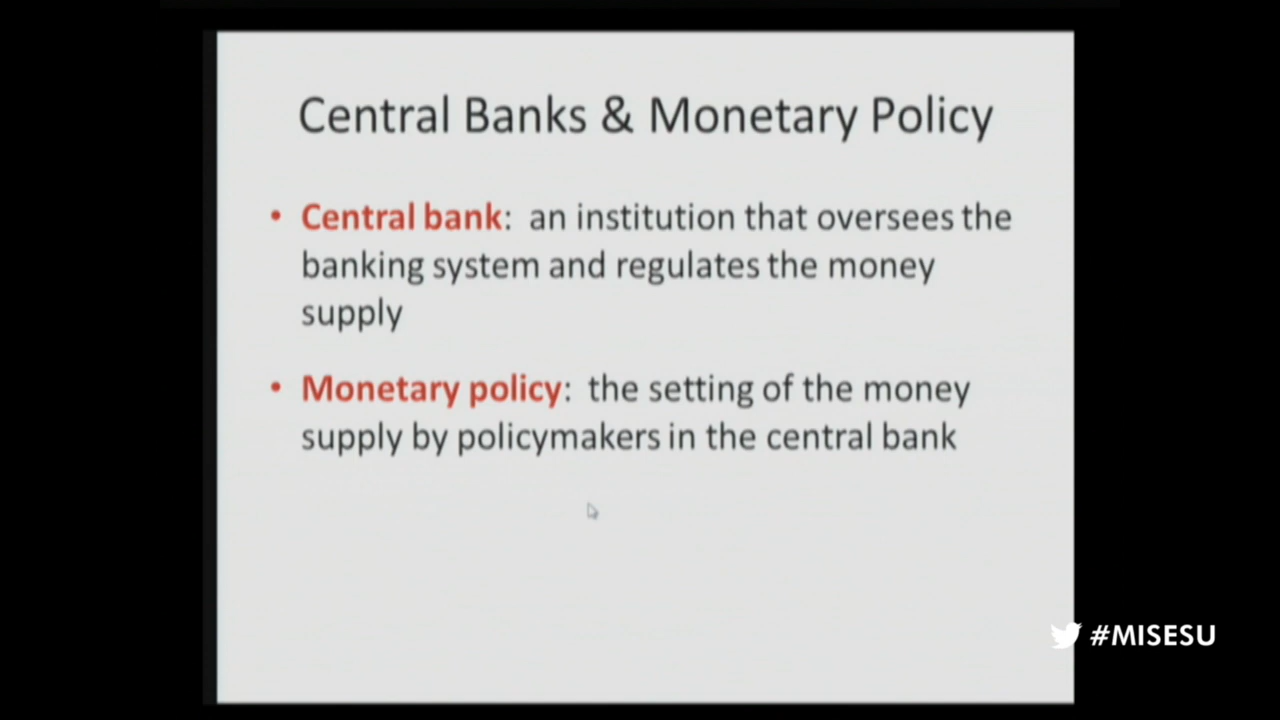 Central Banks & Monetary Policy
• Central bank: an institution that oversees the
banking system and regulates the money
supply
• Monetary policy: the setting of the money
supply by policymakers in the central bank
#MISESU